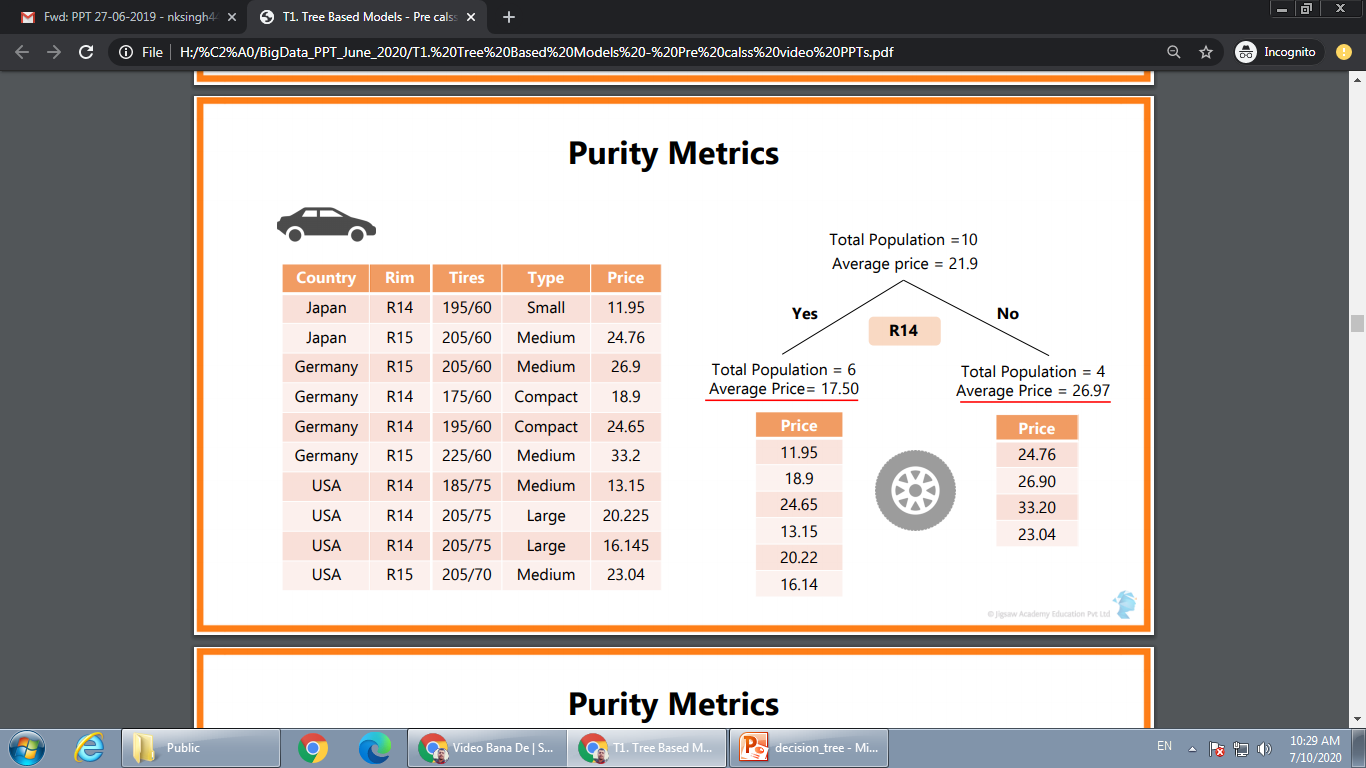 Fwd: PPT 27-06-2019 - nksingh44
T1. Tree Based Models - Pre calss
File H:/%C2%A0/BigData_PPT_June_2020/T1.%20Tree%20Based%20Models%20-%20Pre%20calss%20video%20PPTs.pdf
Incognito
Purity Metrics
Country Rim Tires Type Price
Japan R14 195/60 Small 11.95
Japan R15 205/60 Medium 24.76
Germany R15 205/60 Medium 26.9
Germany R14 175/60 Compact 18.9
Germany R14 195/60 Compact 24.65
Germany R15 225/60 Medium 33.2
USA R14 185/75 Medium 13.15
USA R14 205/75 Large 20.225
USA R14 205/75 Large 16.145
USA R15 205/70 Medium 23.04
Total Population =10
Average price = 21.9
Yes
No
R14
Total Population = 6
Average Price= 17.50
Price
11.95
18.9
24.65
13.15
20.22
16.14
Total Population = 4
Average Price = 26.97
Price
24.76
26.90
33.20
23.04
© Jigsaw Academy Education Pvt Ltd
Purity Metrics
Public
Video Bana De | S...
T1. Tree Based M...
decision_tree - Mi...
EN
10:29 AM
7/10/2020